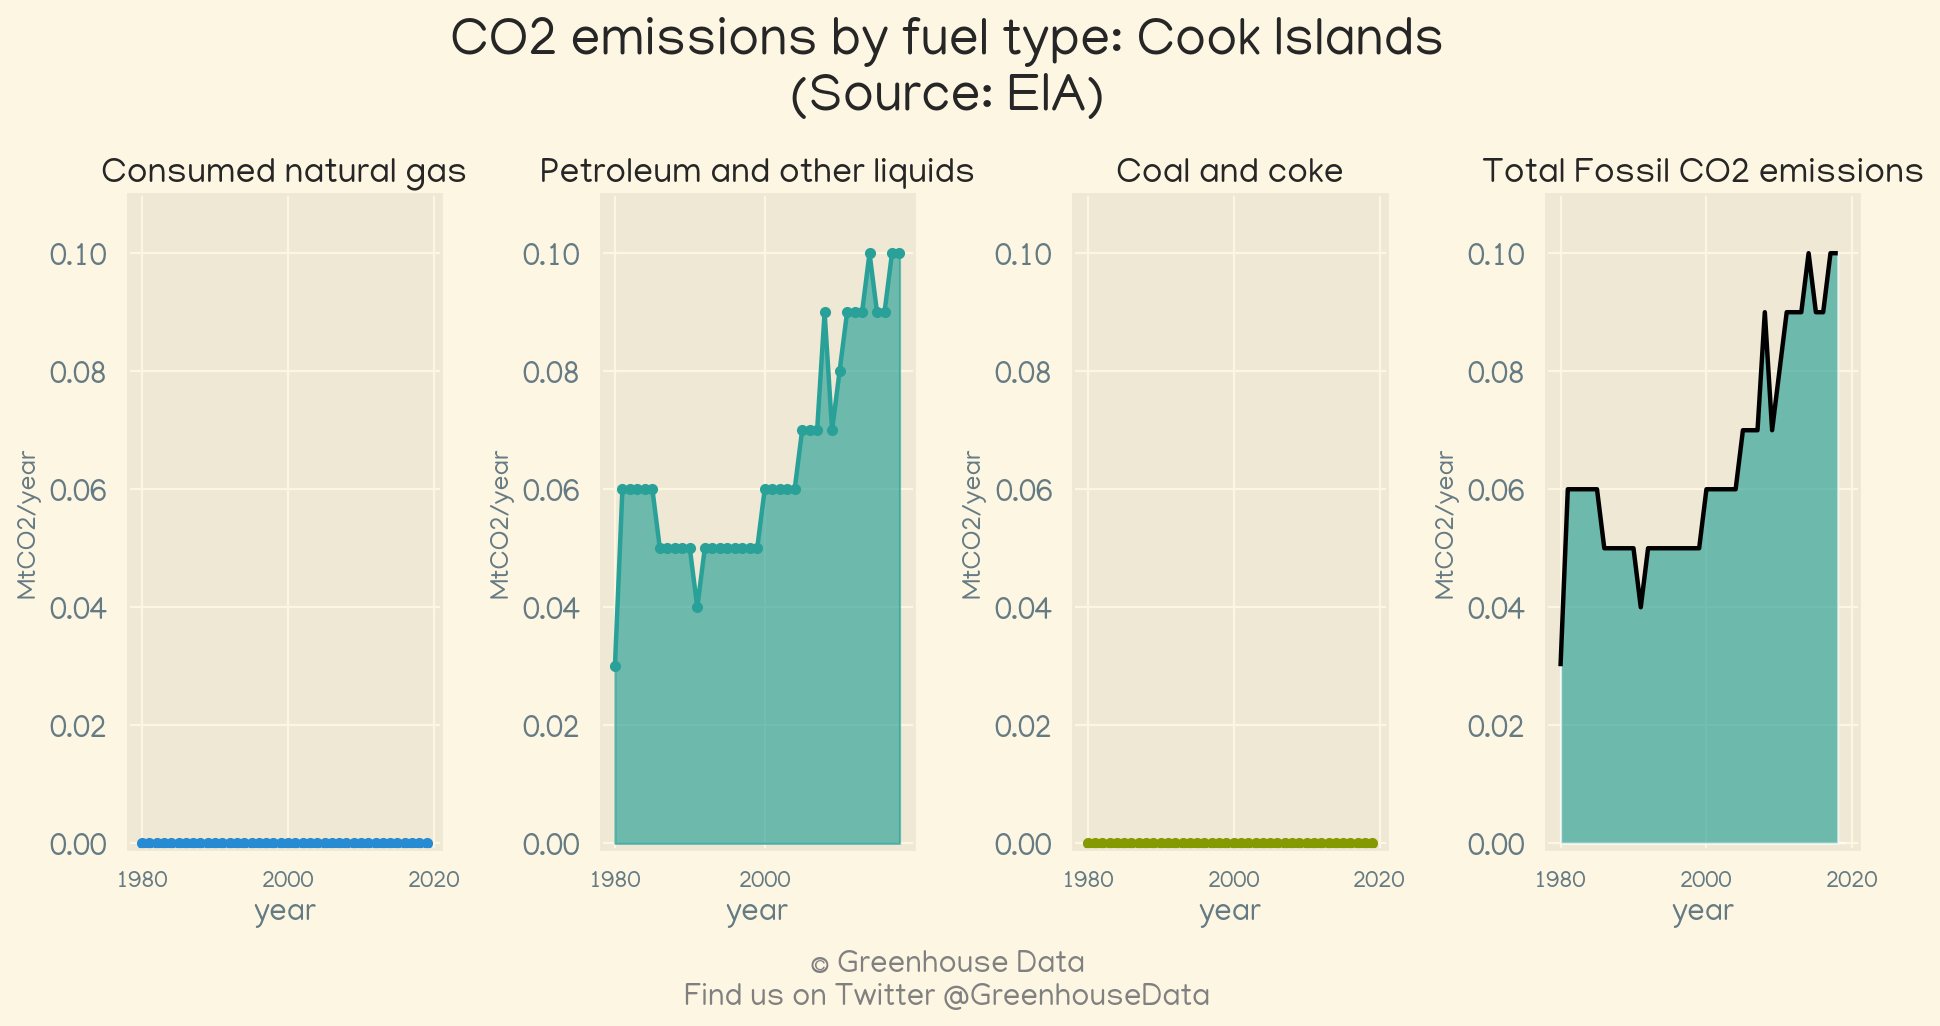 CO2 emissions by fuel type: Cook Islands
(Source: EIA)
Consumed natural gas
MtCO2/year
0.10
0.08
0.06
0.04
0.02
0.00
1980 2000 2020
year
Petroleum and other liquids
MtCO2/year
0.10
0.08
0.06
0.04
0.02
0.00
1980 2000
year
Coal and coke
MtCO2/year
0.10
0.08
0.06
0.04
0.02
0.00
1980 2000 2020
year
Total Fossil CO2 emissions
MtCO2/year
0.10
0.08
0.06
0.04
0.02
0.00
1980 2000 2020
year
© Greenhouse Data
Find us on Twitter @GreenhouseData